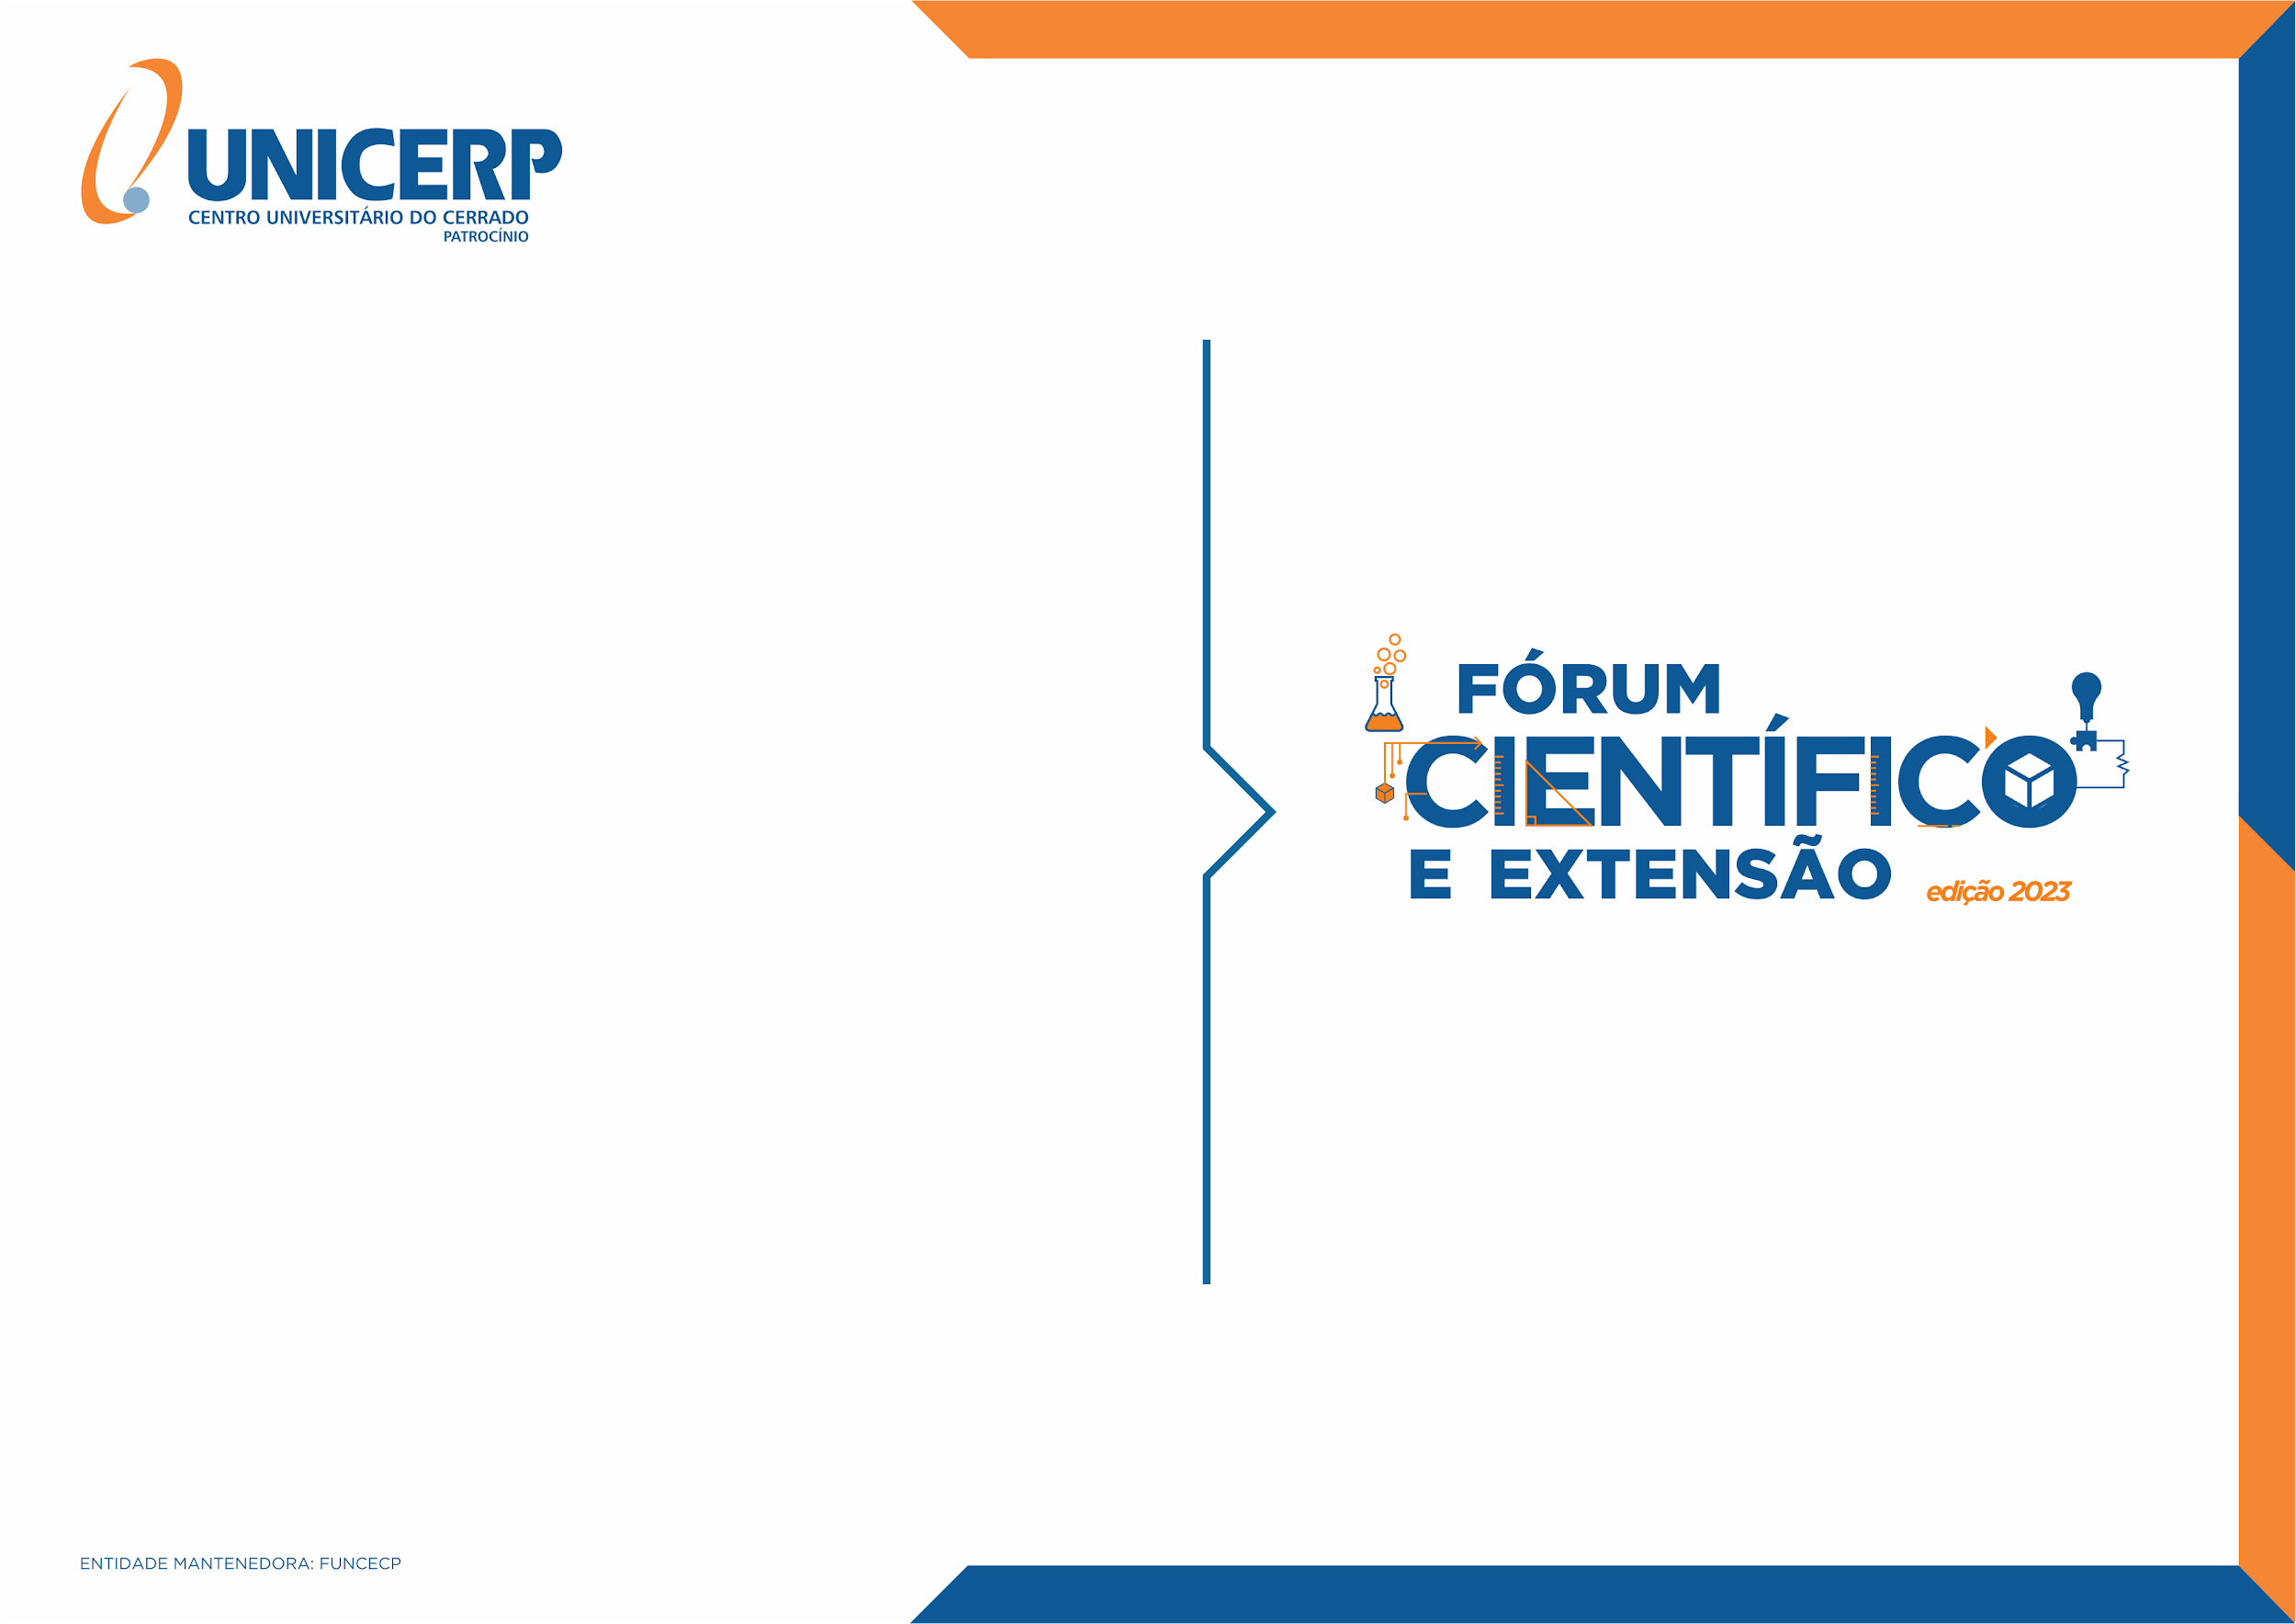 UNICERP
CENTRO UNIVERSITÁRIO DO CERRADO
PATROCÍNIO
FÓRUM
CIENTÍFICO
E EXTENSÃO
edição 2023
ENTIDADE MANTENEDORA: FUNCECP